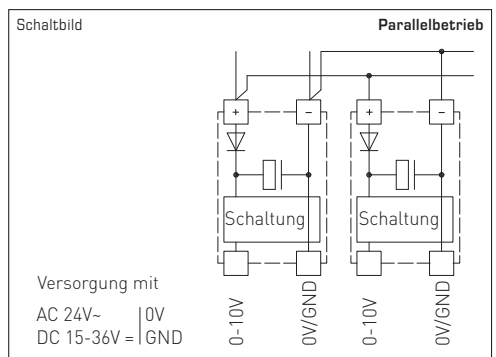 Schaltbild
Parallelbetrieb
+ − + −
Schaltung Schaltung
Versorgung mit
AC 24V~ 0V
DC 15-36V = GND
0-10V
0V/GND
0-10V
0V/GND